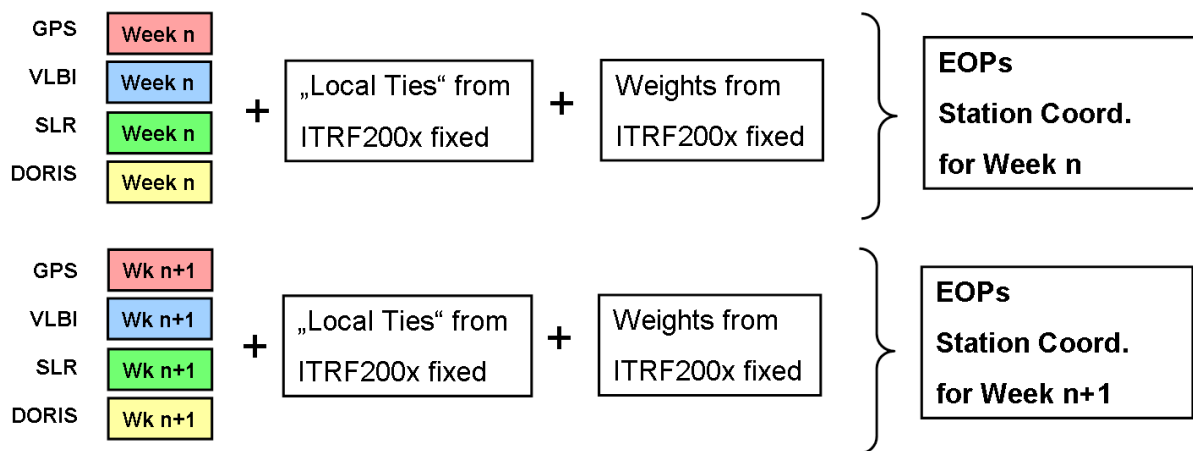 GPS
Week n
VLBI
Week n
SLR
Week n
DORIS
Week n
+
„Local Ties“ from
ITRF200x fixed
+
Weights from
ITRF200x fixed
EOPs
Station Coord.
for Week n
GPS
Wk n+1
VLBI
Wk n+1
SLR
Wk n+1
DORIS
Wk n+1
+
„Local Ties“ from
ITRF200x fixed
+
Weights from
ITRF200x fixed
EOPs
Station Coord.
for Week n+1